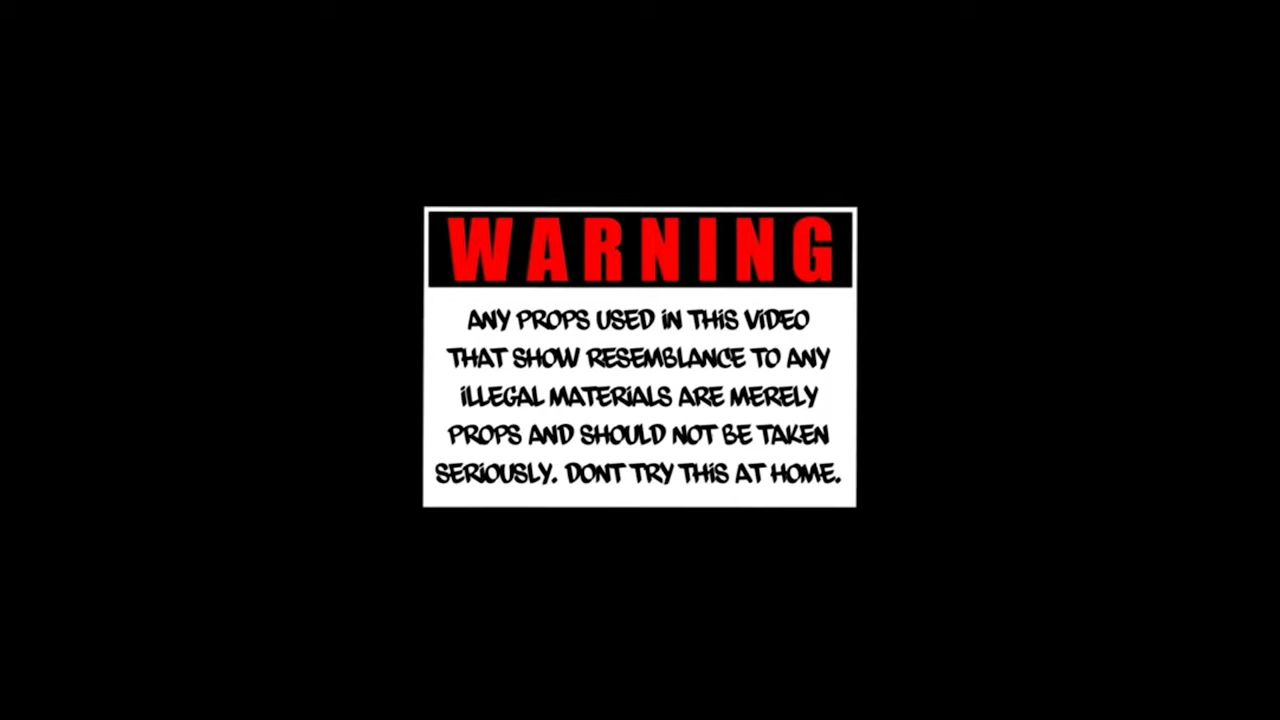 WARNING
ANY PROPS USED iN THiS ViDEO
THAT SHOW RESEMBLANCE TO ANY
iLLEGAL MATERiALS ARE MERELY
PROPS AND SHOULD NOT BE TAKEN
SERiOUSLY. DONT TRY THiS AT HOME.